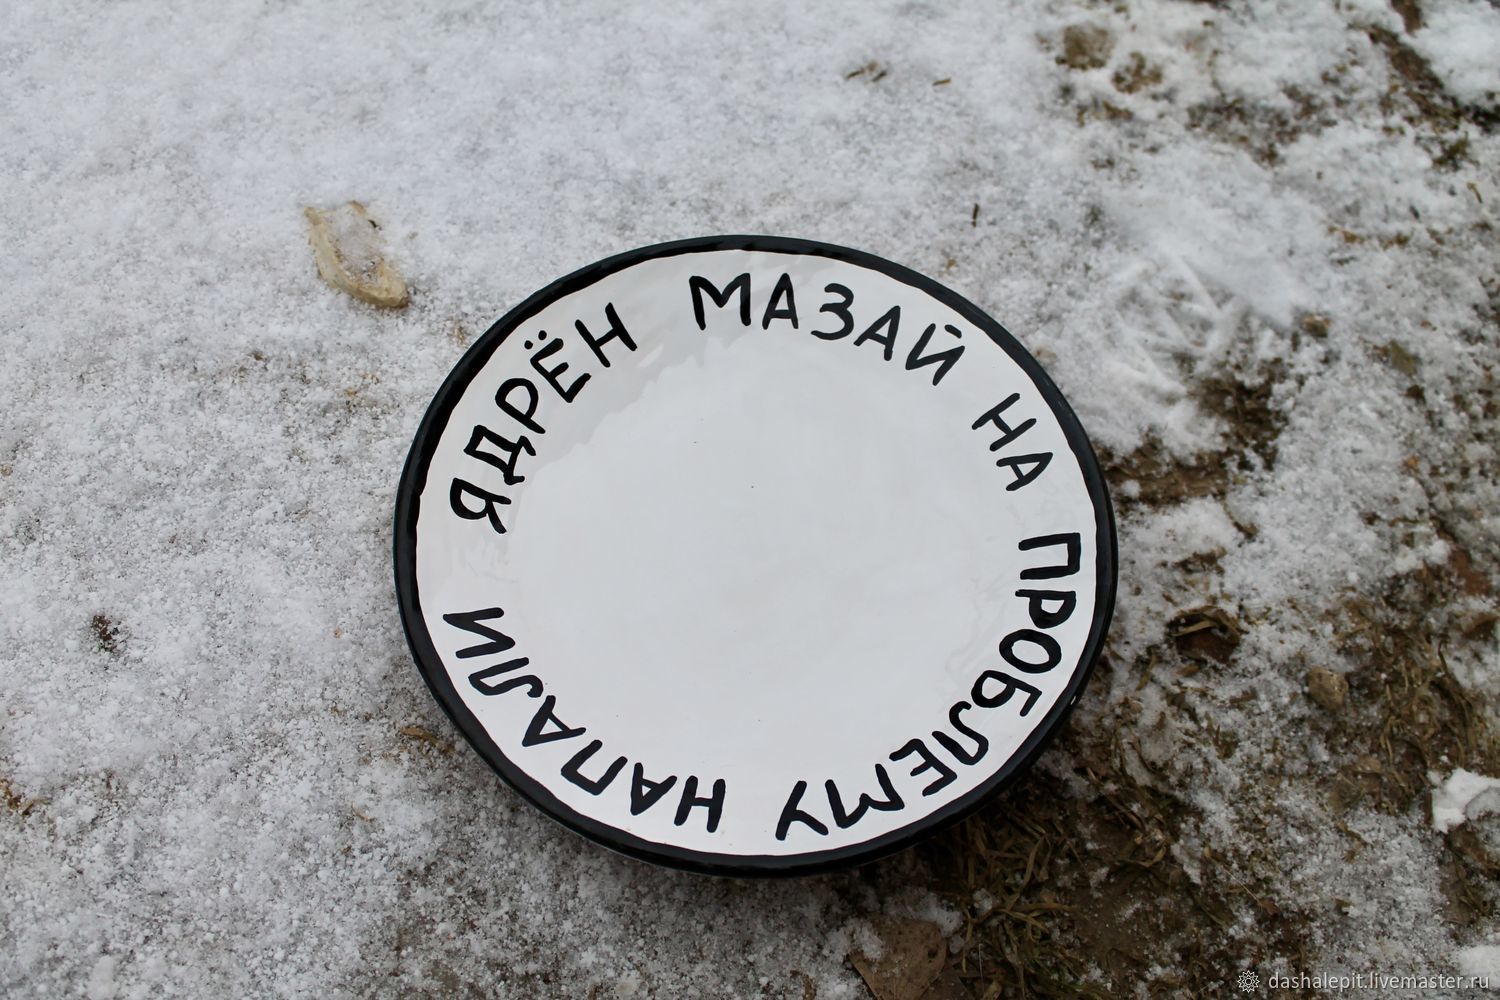 ЯДРЁН МАЗАЙ НА ПРОБЛЕМУ НАПАЛИ
dashalepit.livemaster.ru